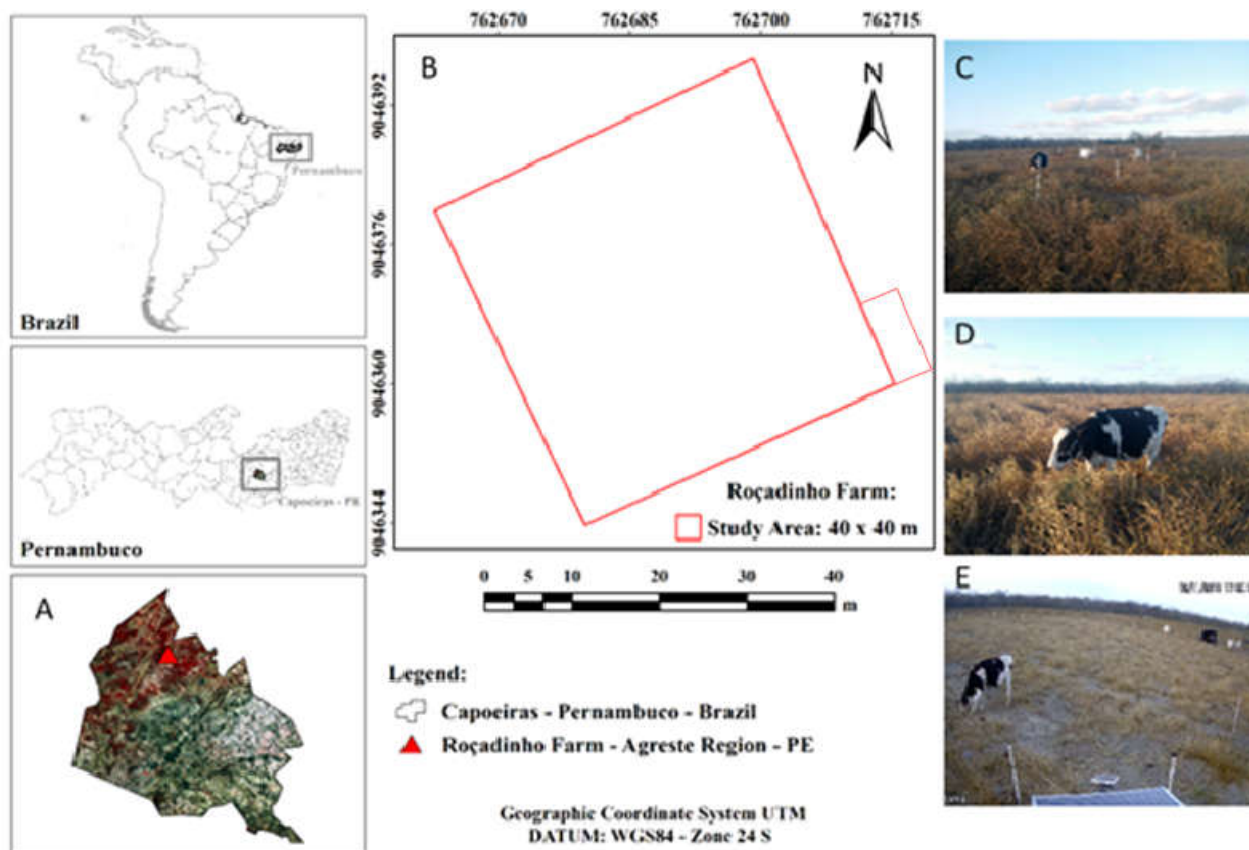 Pernambuco
Brazil
Capoeiras - PE
Pernambuco
A
B
762670 762685 762700 762715
9046392
9046376
9046360
9046344
N
Roçadinho Farm:
Study Area: 40 x 40 m
0 5 10 20 30 40
m
Legend:
Capoeiras - Pernambuco - Brazil
Roçadinho Farm - Agreste Region - PE
Geographic Coordinate System UTM
DATUM: WGS84 - Zone 24 S
C
D
E